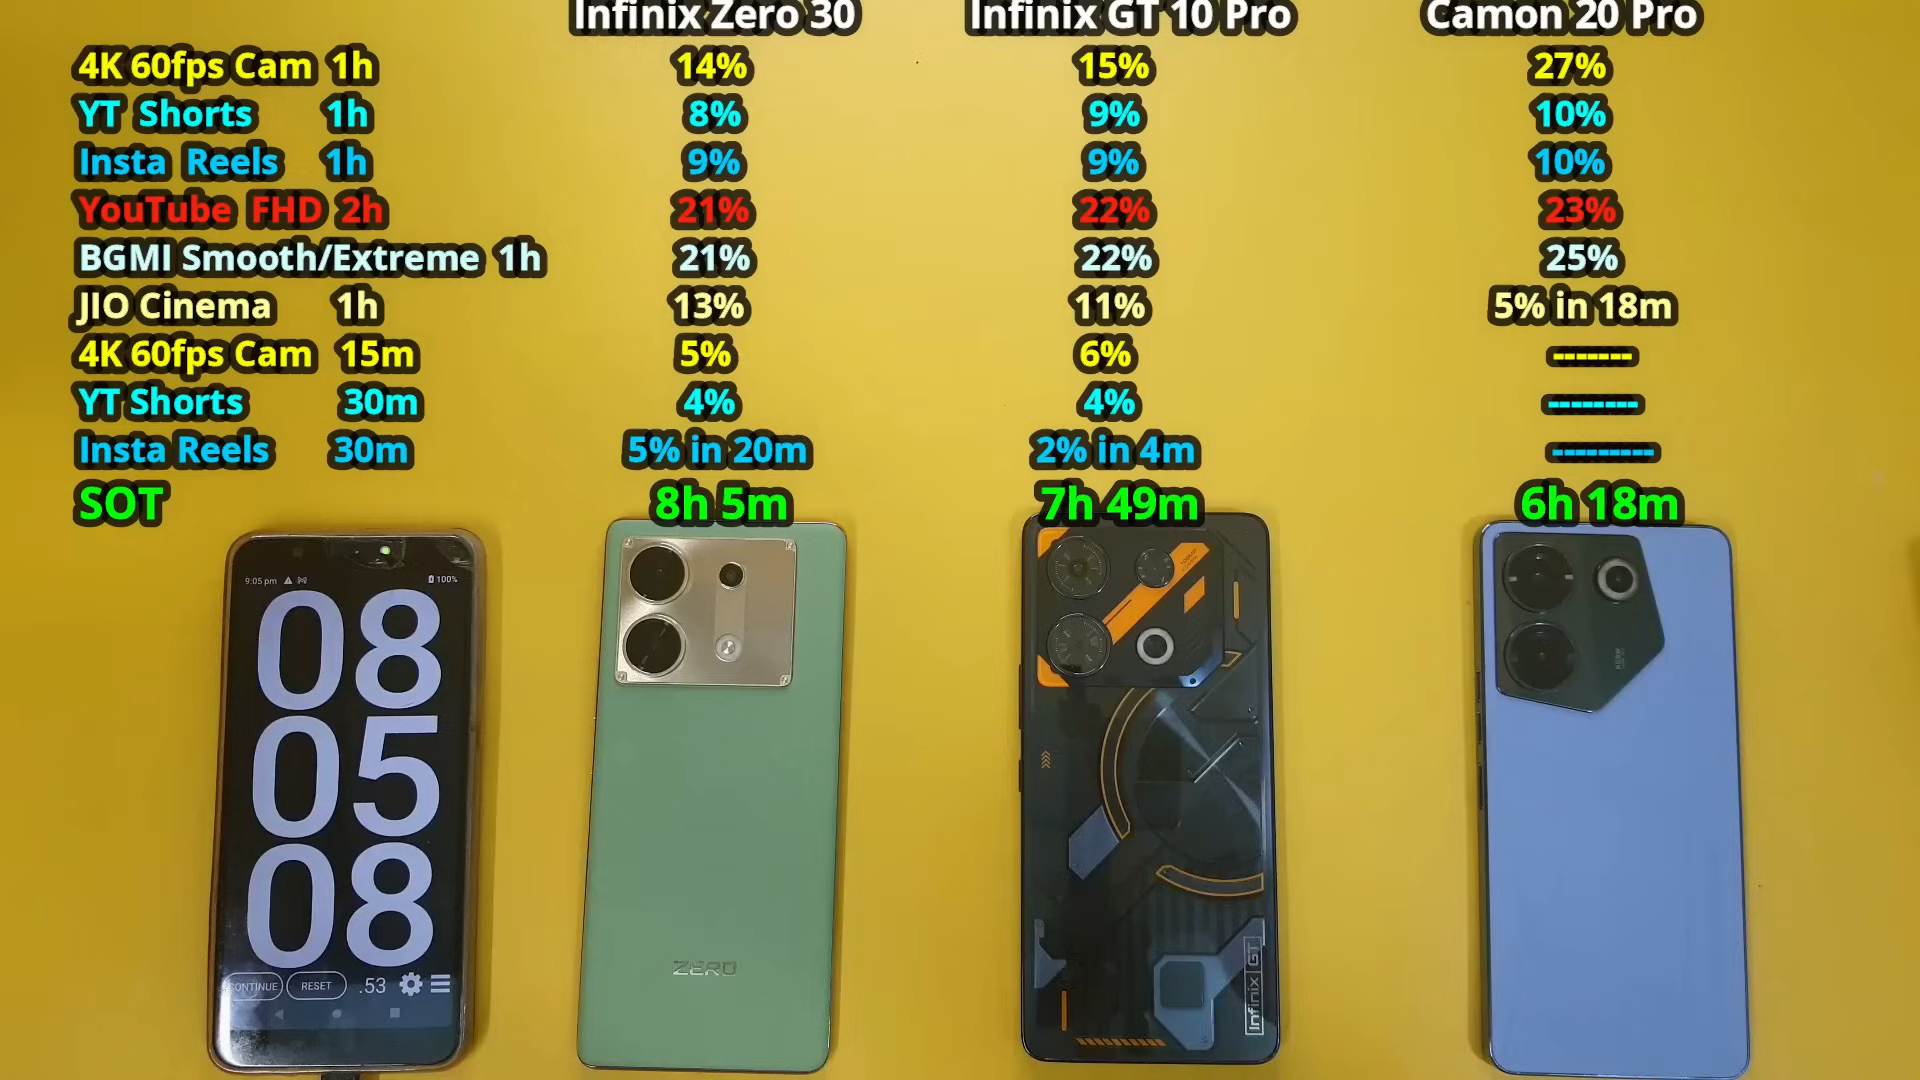 Infinix Zero 30 Infinix GT 10 Pro Camon 20 Pro
4K 60fps Cam 1h 14% 15% 27%
YT Shorts 1h 8% 9% 10%
Insta Reels 1h 9% 9% 10%
YouTube FHD 2h 21% 22% 23%
BGMI Smooth/Extreme 1h 21% 22% 25%
JIO Cinema 1h 13% 11% 5% in 18m
4K 60fps Cam 15m 5% 6% -------
YT Shorts 30m 4% 4% --------
Insta Reels 30m 5% in 20m 2% in 4m ---------
SOT 8h 5m 7h 49m 6h 18m
9:05 pm 100%
08
05
08
CONTINUE RESET .53
ZERO
Infinix GT